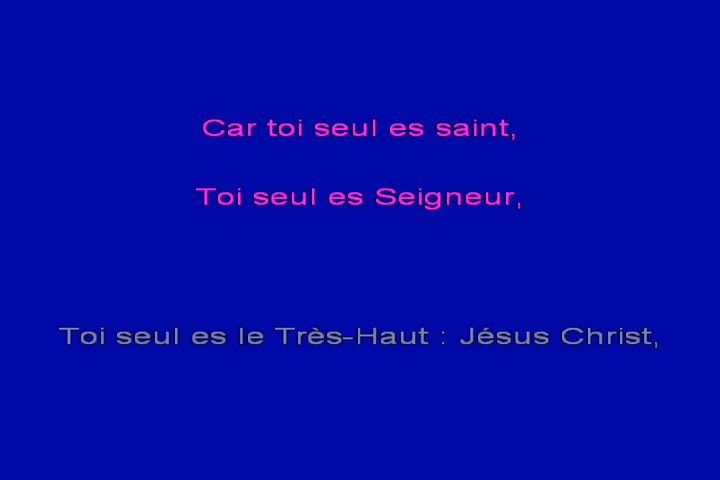 Car toi seul es saint,
Toi seul es Seigneur,
Toi seul es le Très-Haut : Jésus Christ,